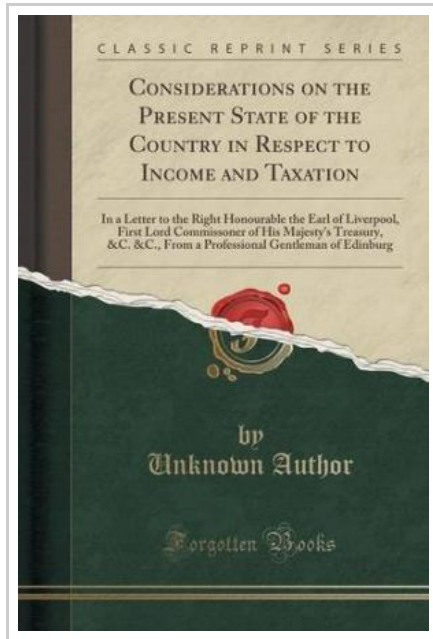 CLASSIC REPRINT SERIES
CONSIDERATIONS ON THE
PRESENT STATE OF THE
COUNTRY IN RESPECT TO
INCOME AND TAXATION
In a Letter to the Right Honourable the Earl of Liverpool,
First Lord Commissoner of His Majesty's Treasury,
&C. &C., From a Professional Gentleman of Edinburg
by
Unknown Author
Forgotten Books